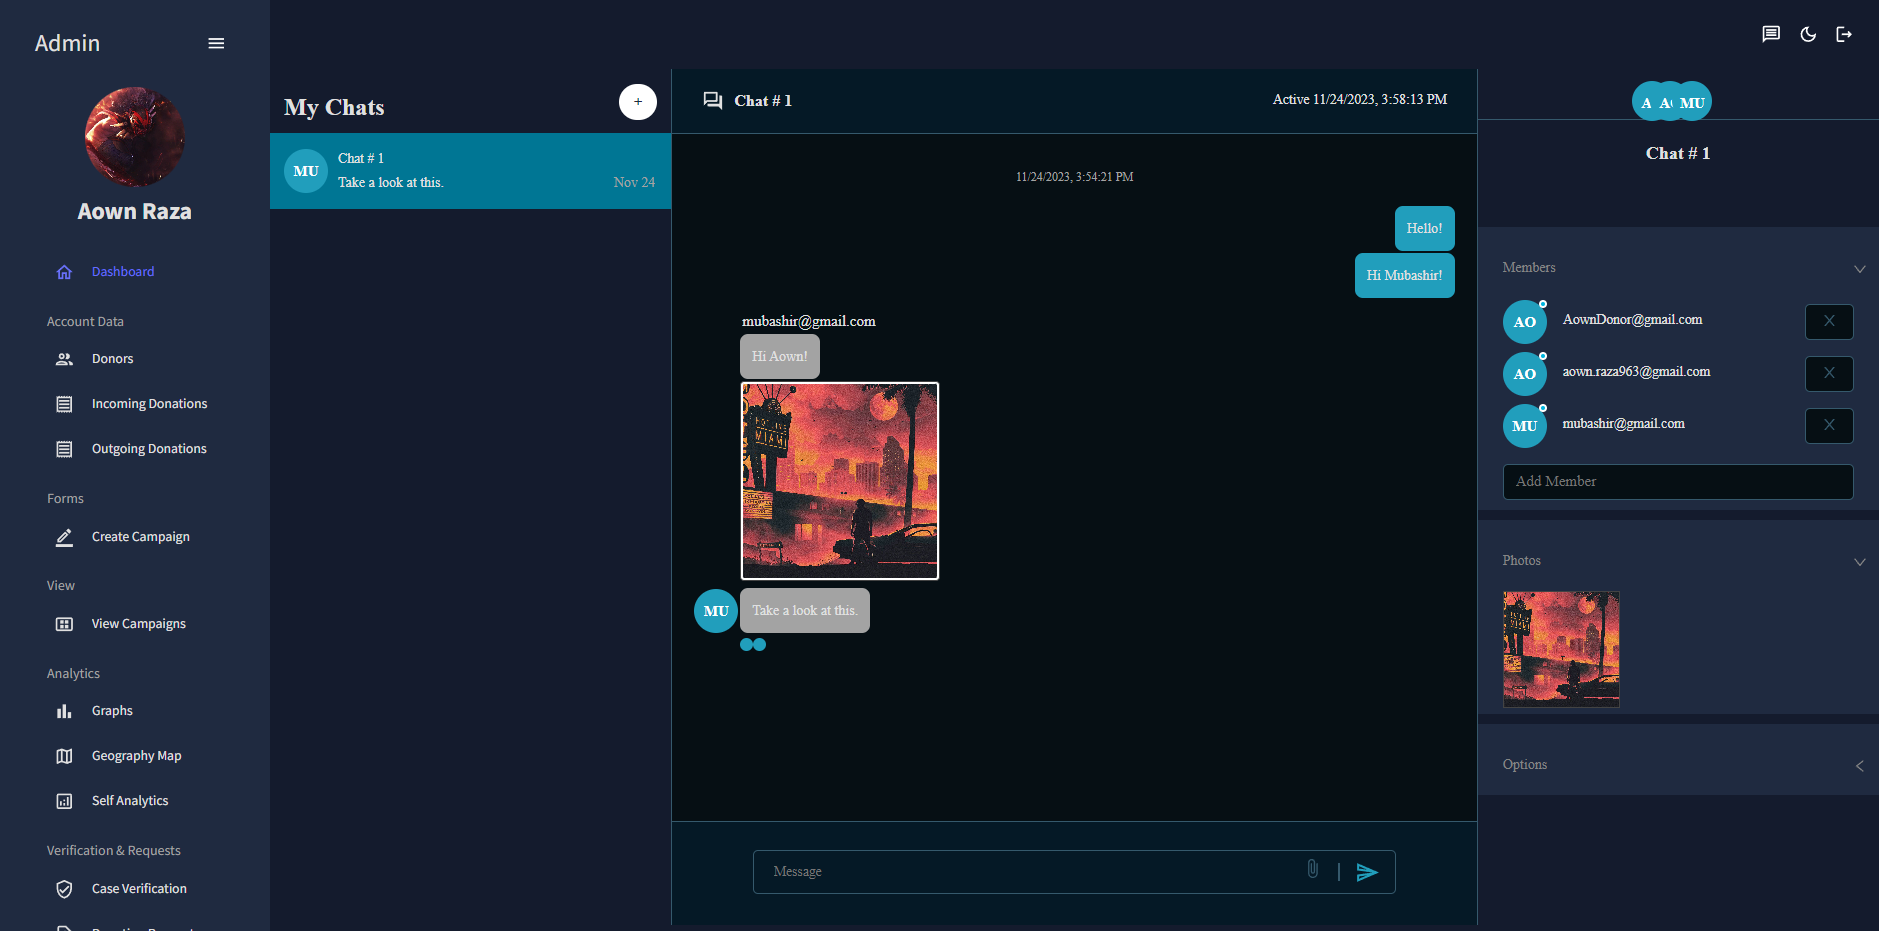 Admin
Aown Raza
Dashboard
Account Data
Donors
Incoming Donations
Outgoing Donations
Forms
Create Campaign
View
View Campaigns
Analytics
Graphs
Geography Map
Self Analytics
Verification & Requests
Case Verification
My Chats
+
MU
Chat # 1
Take a look at this.
Nov 24
Chat # 1
Active 11/24/2023, 3:58:13 PM
11/24/2023, 3:54:21 PM
Hello!
Hi Mubashir!
mubashir@gmail.com
Hi Aown!
HOTLINE
MIAMI
MU
Take a look at this.
Message
A
MU
Chat # 1
Members
AO
AownDonor@gmail.com
X
AO
aown.raza963@gmail.com
X
MU
mubashir@gmail.com
X
Add Member
Photos
MIAMI
Options